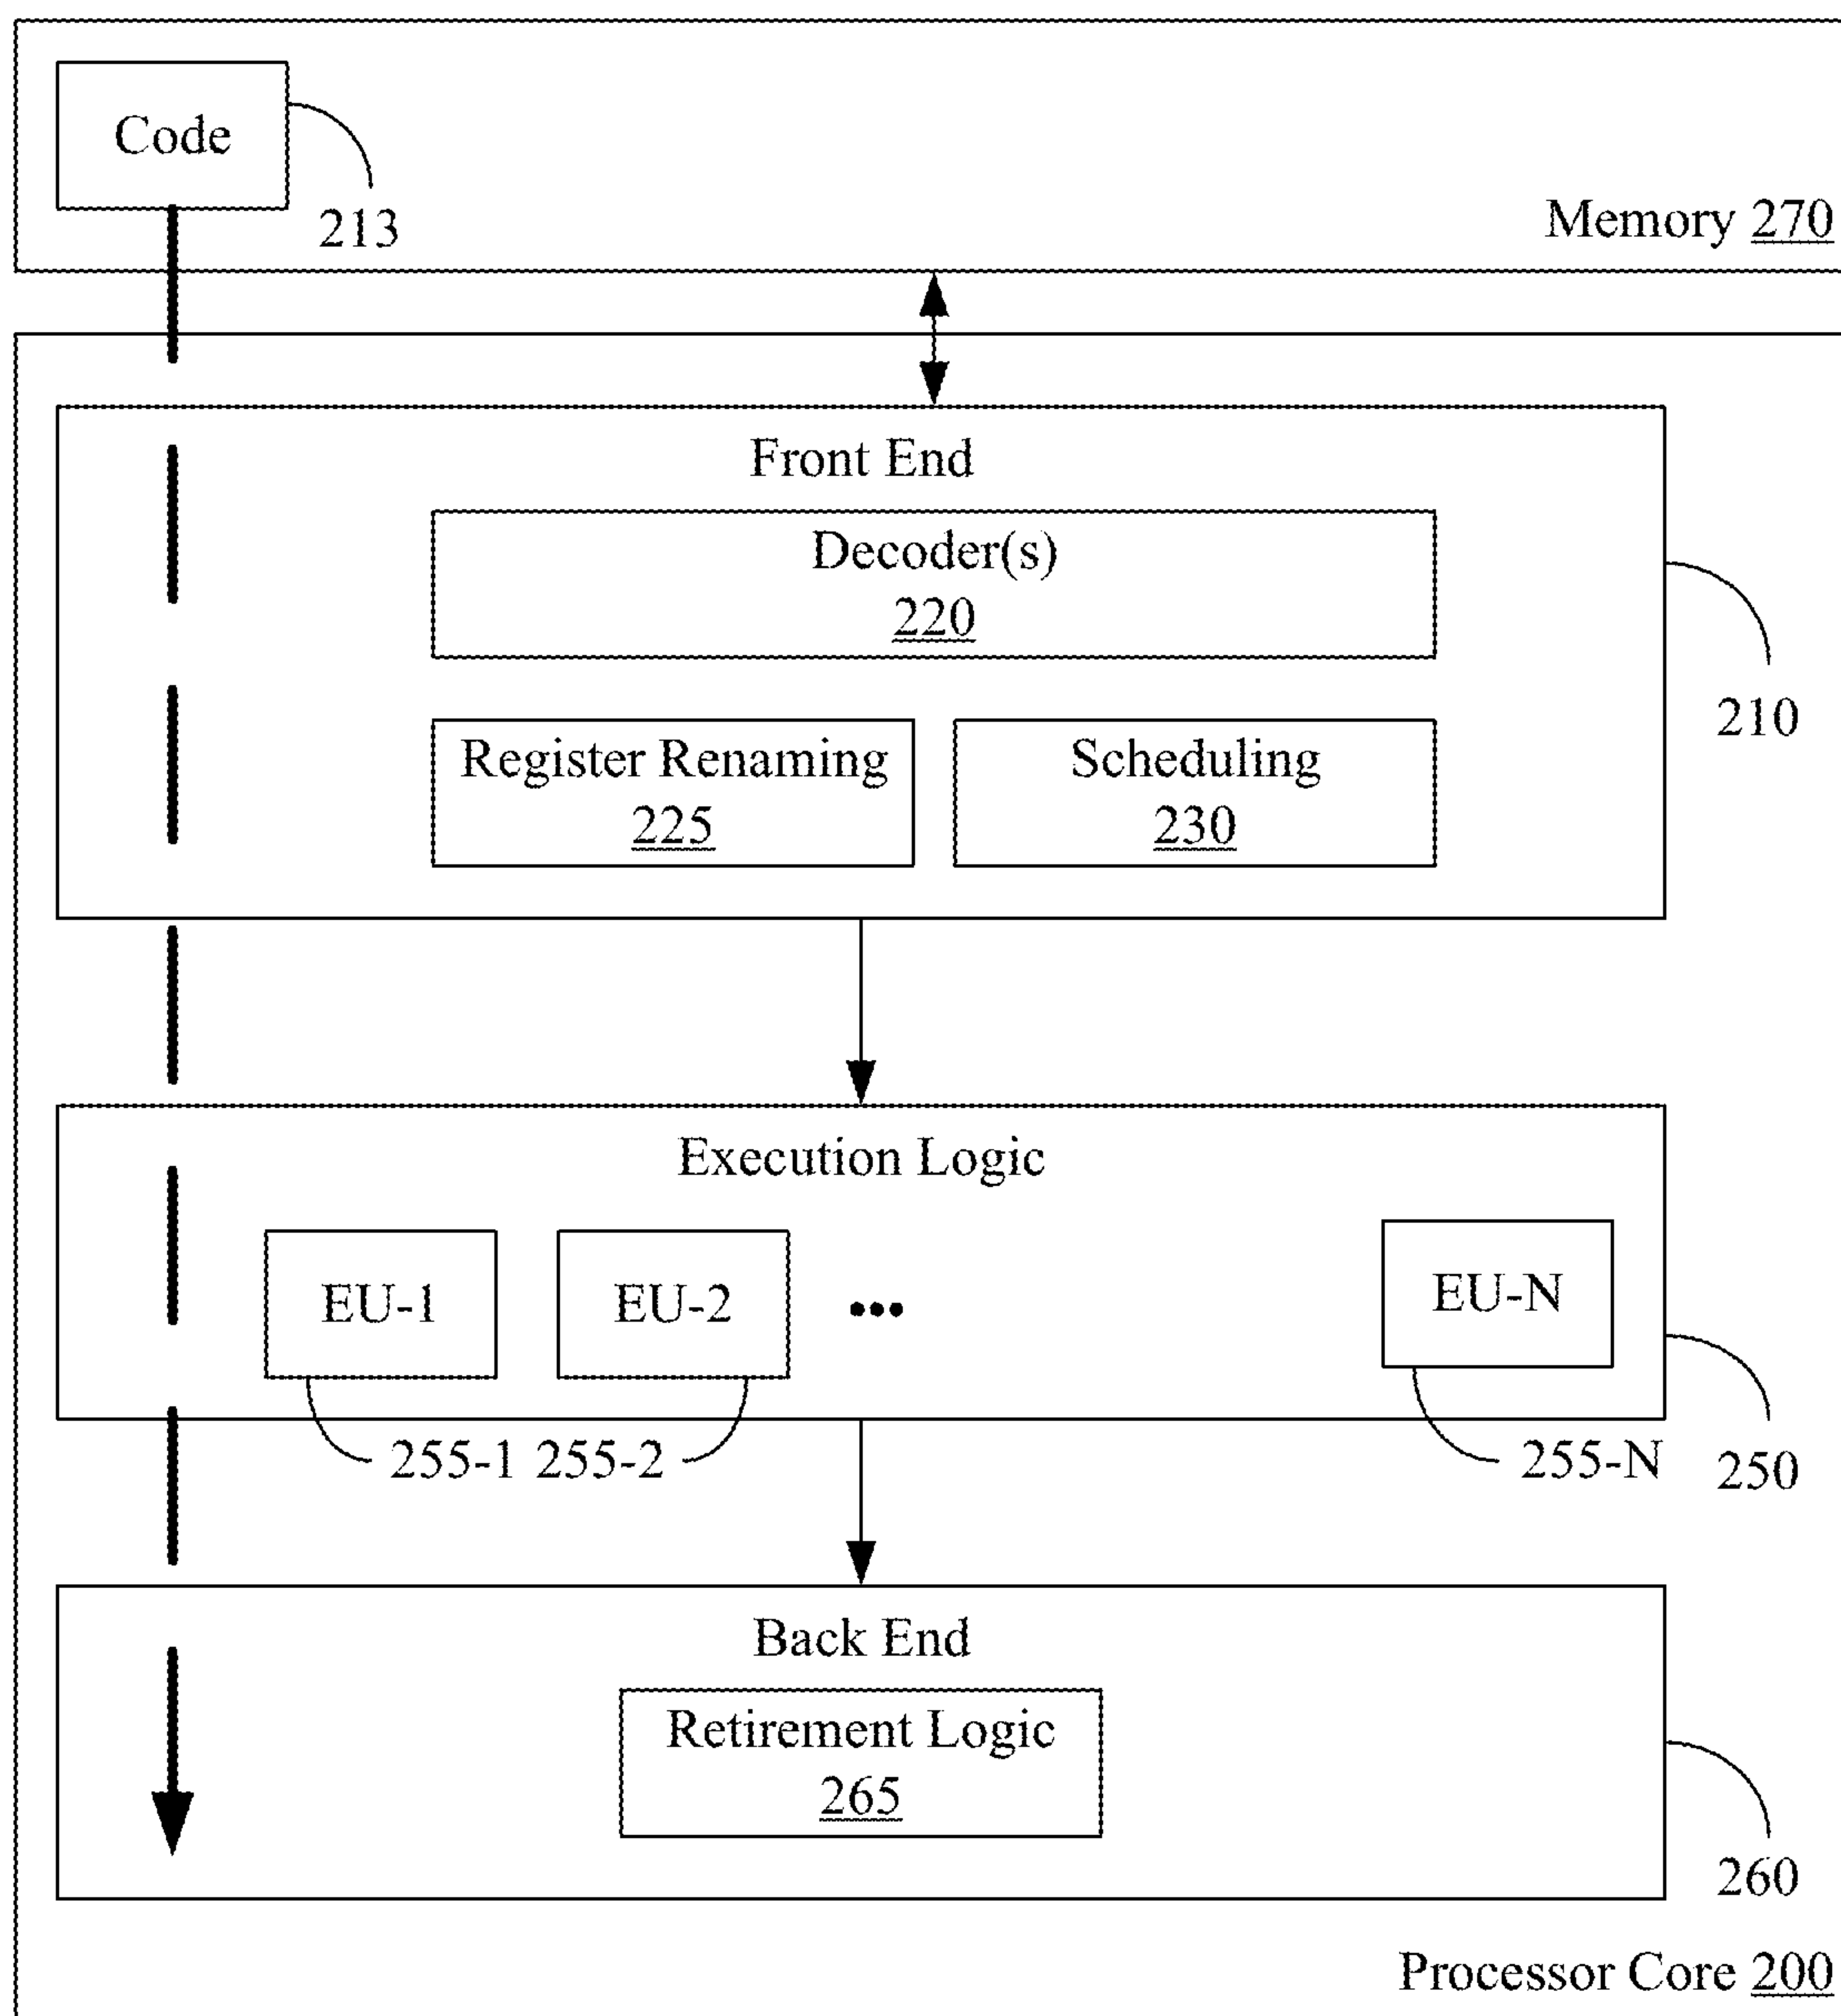 Code
213
Memory 270
Front End
Decoder(s)
220
210
Register Renaming
225
Scheduling
230
Execution Logic
EU-1
EU-2
•••
EU-N
255-1 255-2
255-N
250
Back End
Retirement Logic
265
260
Processor Core 200